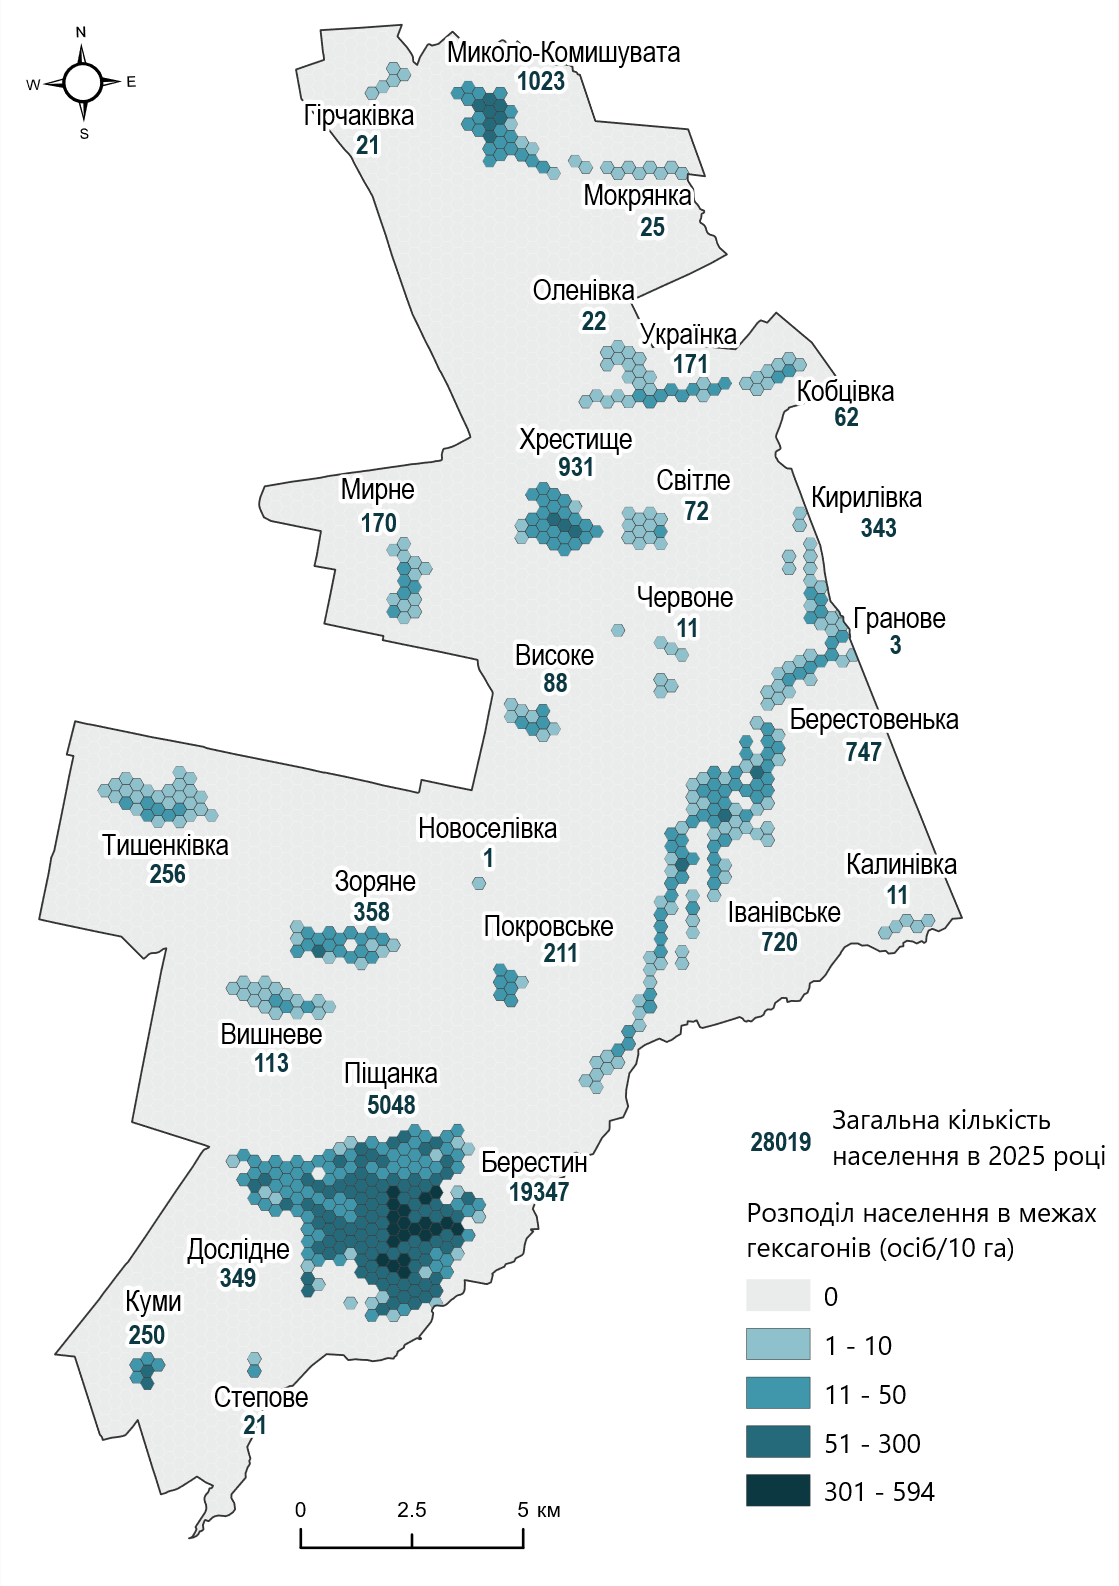 N
W
E
S
Миколо-Комишувата
1023
Гірчаківка
21
Мокрянка
25
Оленівка
22
Українка
171
Кобцівка
62
Хрестище
931
Світле
72
Мирне
170
Кирилівка
343
Червоне
11
Гранове
3
Високе
88
Берестовенька
747
Тишенківка
256
Новоселівка
1
Зоряне
358
Калинівка
11
Покровське
211
Іванівське
720
Вишневе
113
Піщанка
5048
Берестин
19347
Дослідне
349
Куми
250
Степове
21
28019
Загальна кількість
населення в 2025 році
Розподіл населення в межах
гексагонів (осіб/10 га)
0
1 - 10
11 - 50
51 - 300
301 - 594
0
2.5
5 км